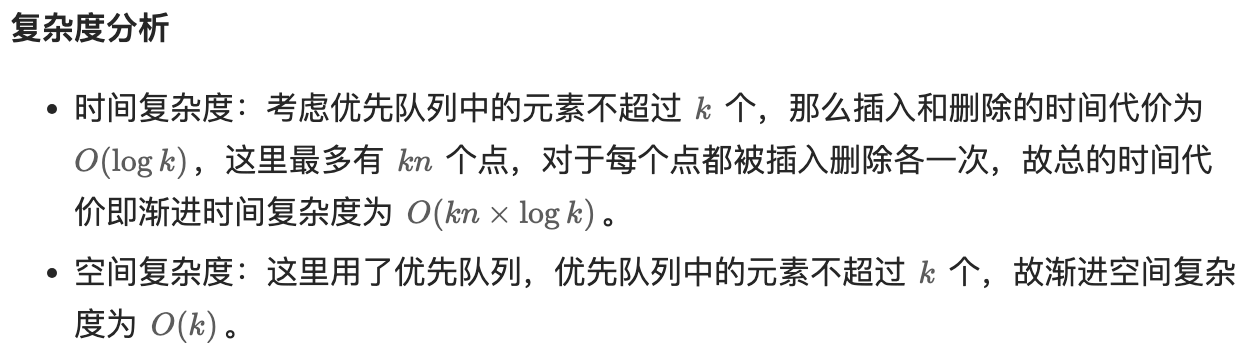 复杂度分析
• 时间复杂度：考虑优先队列中的元素不超过 k 个，那么插入和删除的时间代价为
O(log k)，这里最多有 kn 个点，对于每个点都被插入删除各一次，故总的时间代
价即渐进时间复杂度为 O(kn × log k)。
• 空间复杂度：这里用了优先队列，优先队列中的元素不超过 k 个，故渐进空间复杂
度为 O(k)。